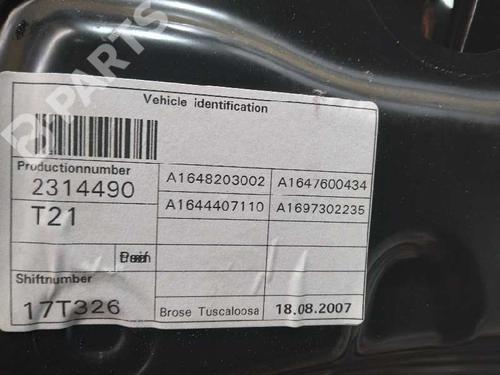 B-PARTS
Vehicle identification
Productionnumber
2314490
A1648203002
A1647600434
T21
A1644407110
A1697302235
Shiftnumber
17T326
Brose Tuscaloosa
18.08.2007